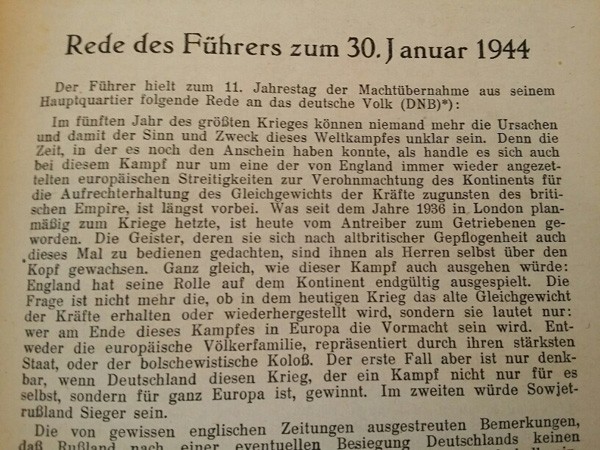 Rede des Führers zum 30. Januar 1944
Der Führer hielt zum 11. Jahrestag der Machtübernahme aus seinem
Hauptquartier folgende Rede an das deutsche Volk (DNB)*):
Im fünften Jahr des größten Krieges können niemand mehr die Ursachen
und damit der Sinn und Zweck dieses Weltkampfes unklar sein. Denn die
Zeit, in der es noch den Anschein haben konnte, als handle es sich auch
bei diesem Kampf nur um eine der von England immer wieder angezet-
telten europäischen Streitigkeiten zur Verohnmachtung des Kontinents für
die Aufrechterhaltung des Gleichgewichts der Kräfte zugunsten des briti-
schen Empire, ist längst vorbei. Was seit dem Jahre 1936 in London plan-
mäßig zum Kriege hetzte, ist heute vom Antreiber zum Getriebenen ge-
worden. Die Geister, deren sie sich nach altbritischer Gepflogenheit auch
dieses Mal zu bedienen gedachten, sind ihnen als Herren selbst über den
Kopf gewachsen. Ganz gleich, wie dieser Kampf auch ausgehen würde:
England hat seine Rolle auf dem Kontinent endgültig ausgespielt. Die
Frage ist nicht mehr die, ob in dem heutigen Krieg das alte Gleichgewicht
der Kräfte erhalten oder wiederhergestellt wird, sondern sie lautet nur:
wer am Ende dieses Kampfes in Europa die Vormacht sein wird. Ent-
weder die europäische Völkerfamilie, repräsentiert durch ihren stärksten
Staat, oder der bolschewistische Koloß. Der erste Fall aber ist nur denk-
bar, wenn Deutschland diesen Krieg, der ein Kampf nicht nur für es
selbst, sondern für ganz Europa ist, gewinnt. Im zweiten würde Sowjet-
rußland Sieger sein.
Die von gewissen englischen Zeitungen ausgestreuten Bemerkungen,
daß Rußland nach einer eventuellen Besiegung Deutschlands keinen